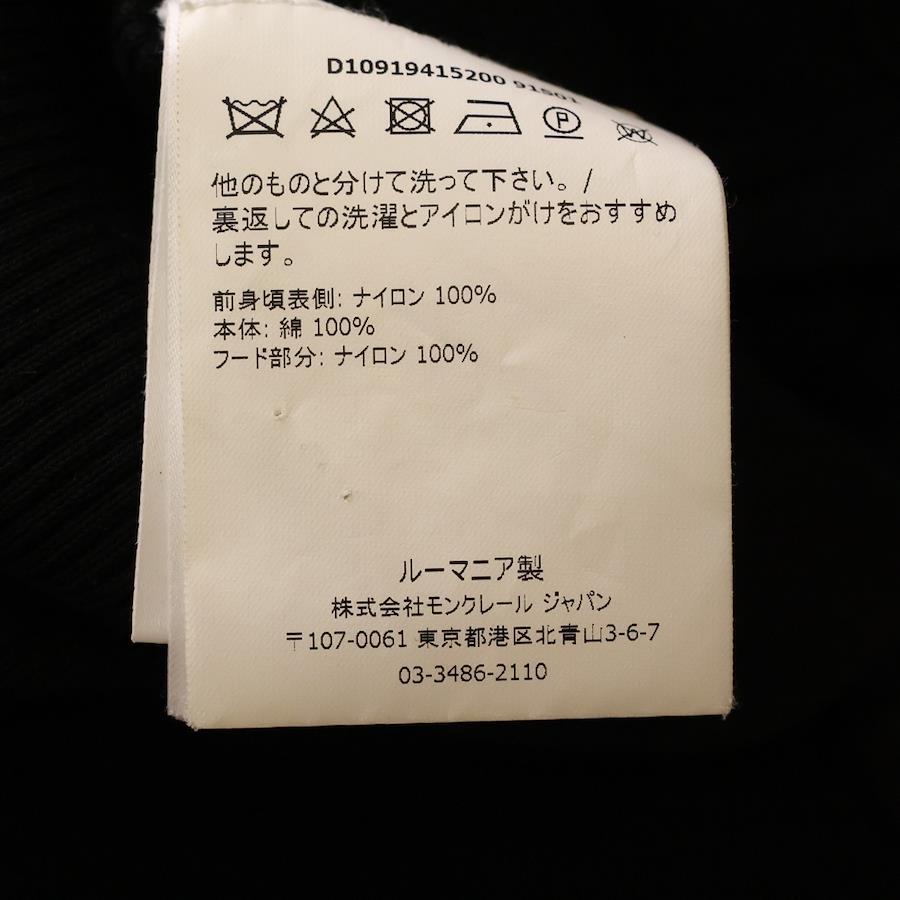 D10919415200 91601
他のものと分けて洗って下さい。/
裏返しての洗濯とアイロンがけをおすすめ
します。
前身頃表側: ナイロン 100%
本体: 綿 100%
フード部分: ナイロン 100%
ルーマニア製
株式会社モンクレール ジャパン
〒107-0061 東京都港区北青山3-6-7
03-3486-2110